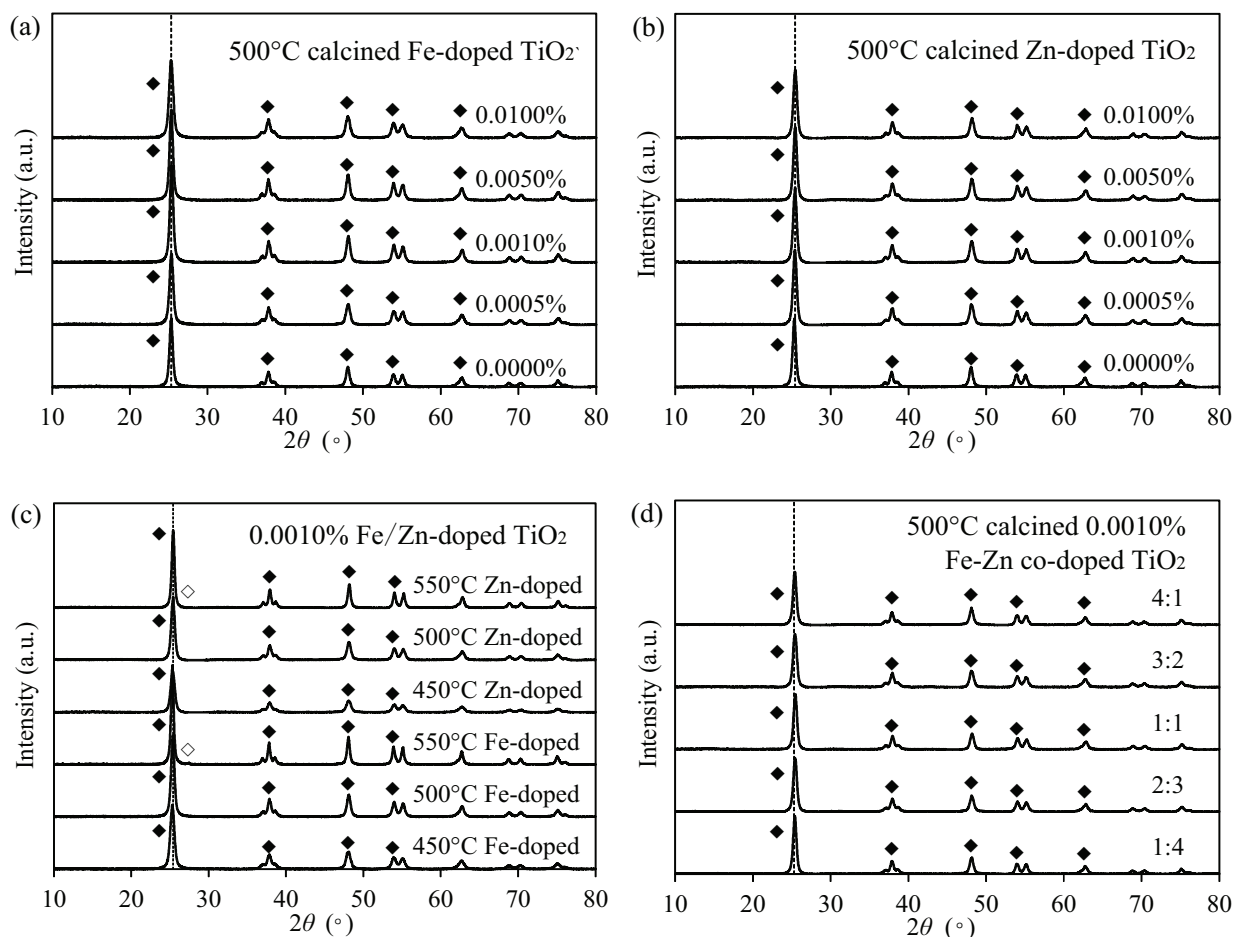 (a)
500°C calcined Fe-doped TiO2`
0.0100%
0.0050%
0.0010%
0.0005%
0.0000%
Intensity (a.u.)
10 20 30 40 50 60 70 80
2θ (°)
(b)
500°C calcined Zn-doped TiO2
0.0100%
0.0050%
0.0010%
0.0005%
0.0000%
Intensity (a.u.)
10 20 30 40 50 60 70 80
2θ (°)
(c)
0.0010% Fe/Zn-doped TiO2
550°C Zn-doped
500°C Zn-doped
450°C Zn-doped
550°C Fe-doped
500°C Fe-doped
450°C Fe-doped
Intensity (a.u.)
10 20 30 40 50 60 70 80
2θ (°)
(d)
500°C calcined 0.0010%
Fe-Zn co-doped TiO2
4:1
3:2
1:1
2:3
1:4
Intensity (a.u.)
10 20 30 40 50 60 70 80
2θ (°)